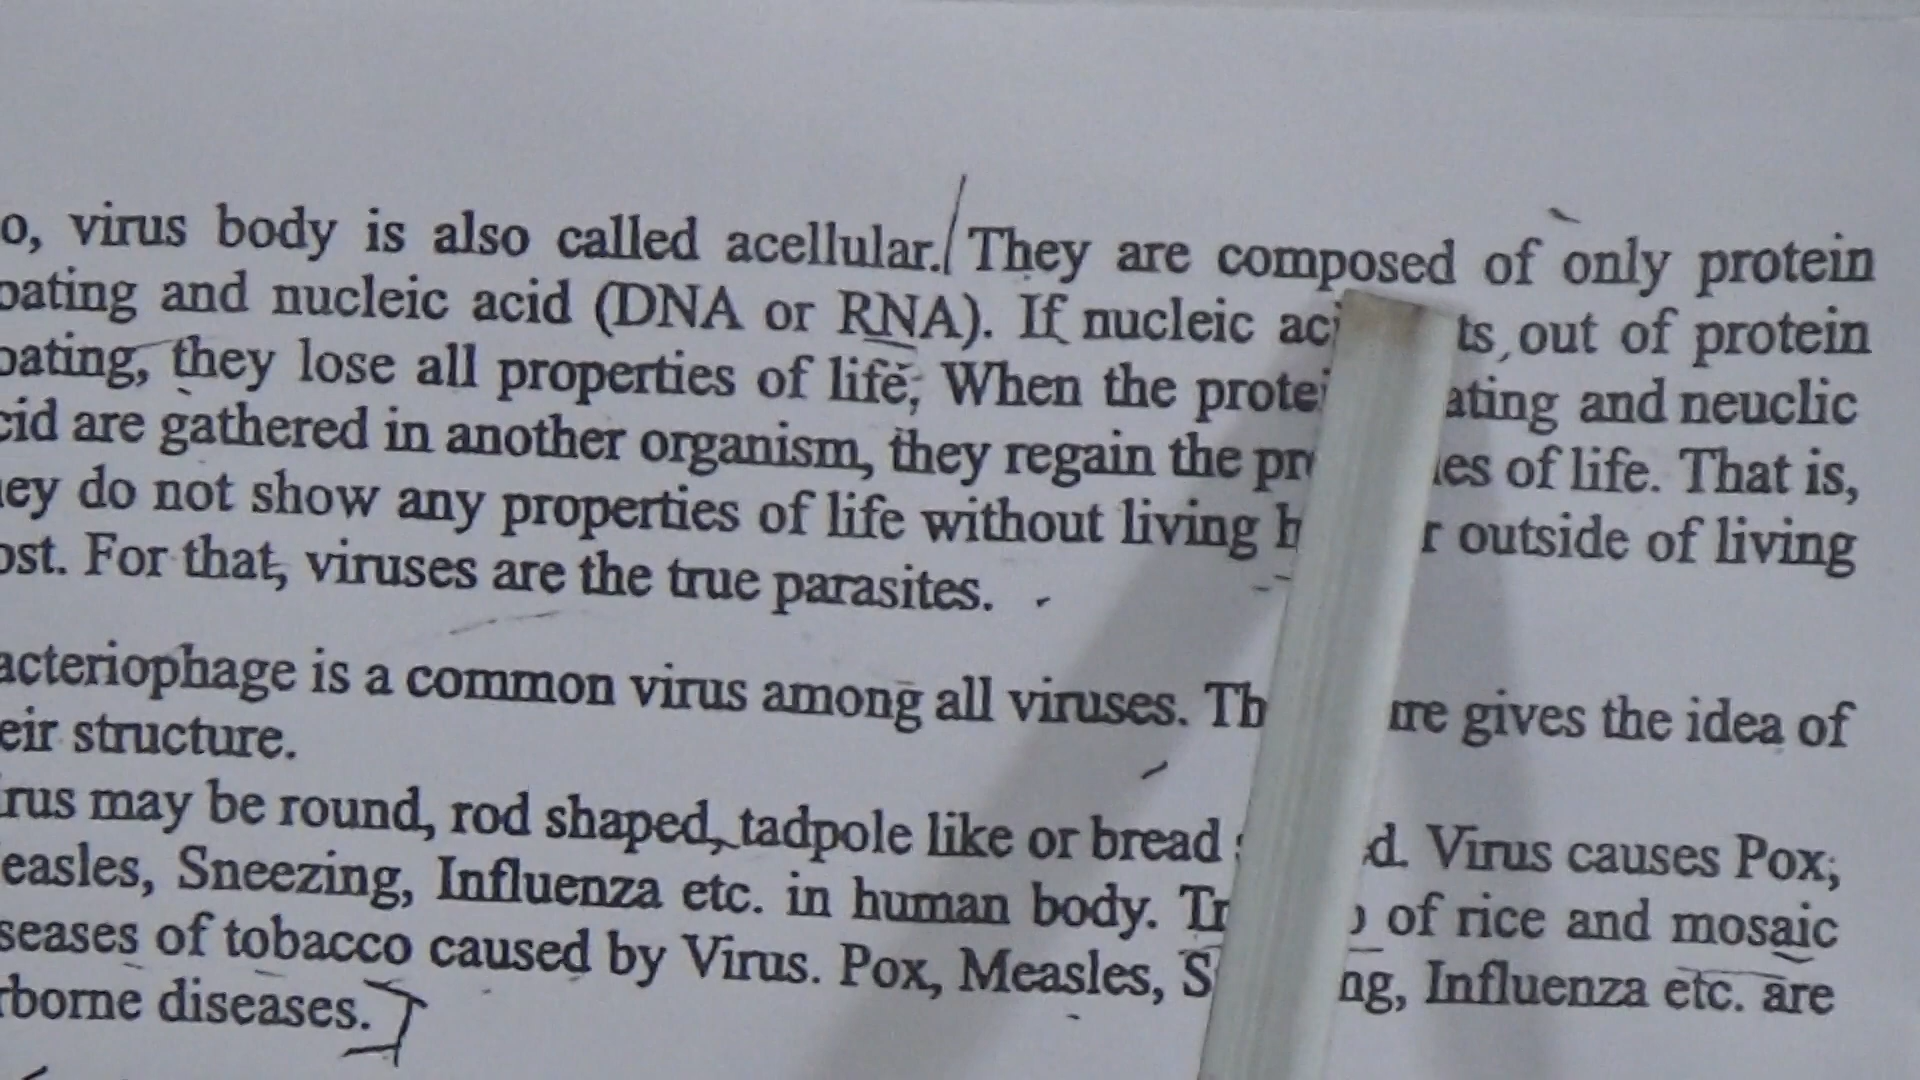 o, virus body is also called acellular. They are composed of only protein
oating and nucleic acid (DNA or RNA). If nucleic aci ts out of protein
oating, they lose all properties of life, When the protei ating and neuclic
cid are gathered in another organism, they regain the pr ies of life. That is,
ey do not show any properties of life without living h r outside of living
ost. For that, viruses are the true parasites.
acteriophage is a common virus among all viruses. Th ure gives the idea of
eir structure.
rus may be round, rod shaped, tadpole like or bread d. Virus causes Pox,
easles, Sneezing, Influenza etc. in human body. Tr o of rice and mosaic
seases of tobacco caused by Virus. Pox, Measles, S ng, Influenza etc. are
rborne diseases.